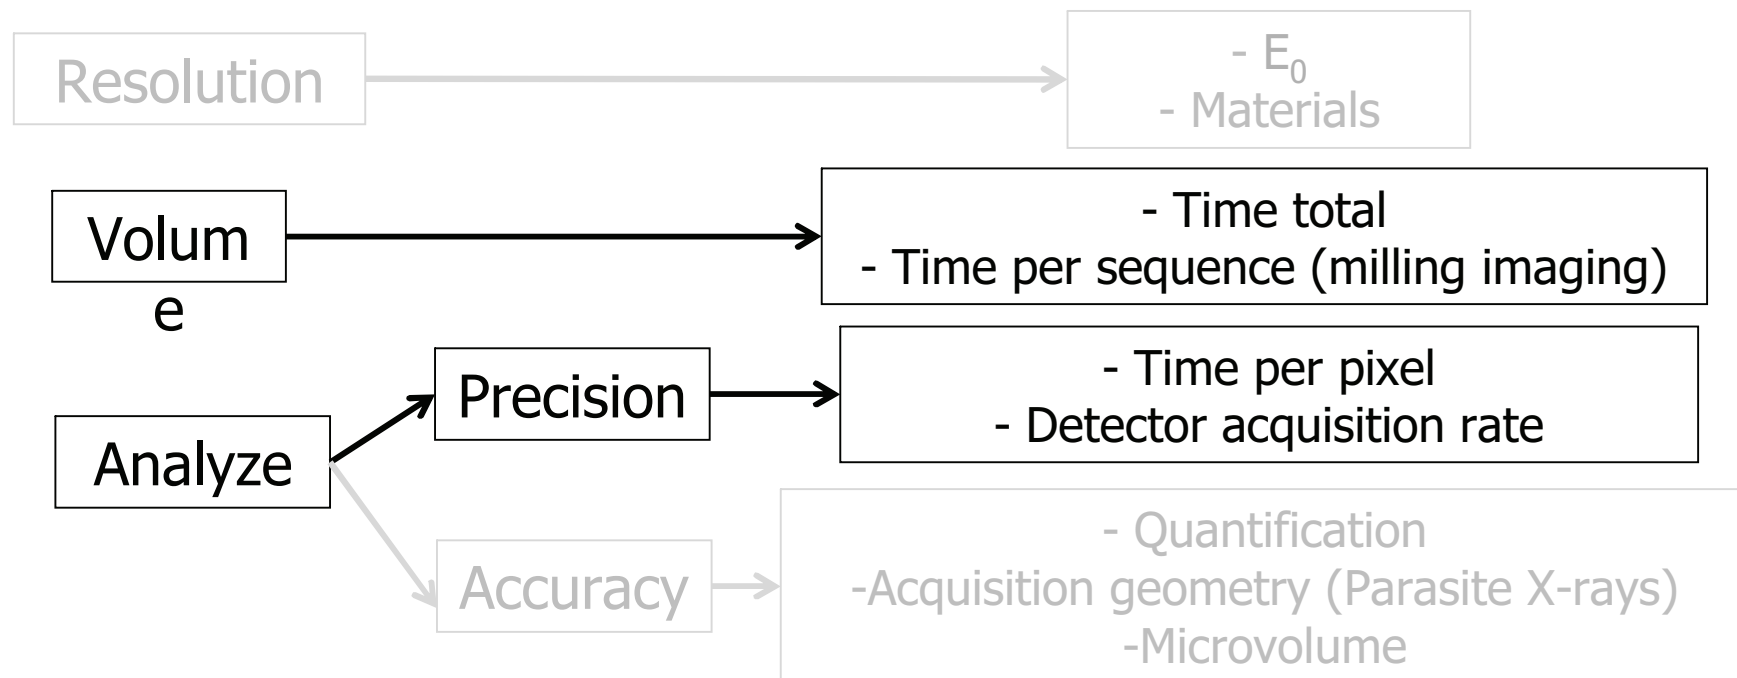 Resolution
- E₀
- Materials
Volum
e
- Time total
- Time per sequence (milling imaging)
Precision
- Time per pixel
- Detector acquisition rate
Analyze
Accuracy
- Quantification
-Acquisition geometry (Parasite X-rays)
-Microvolume